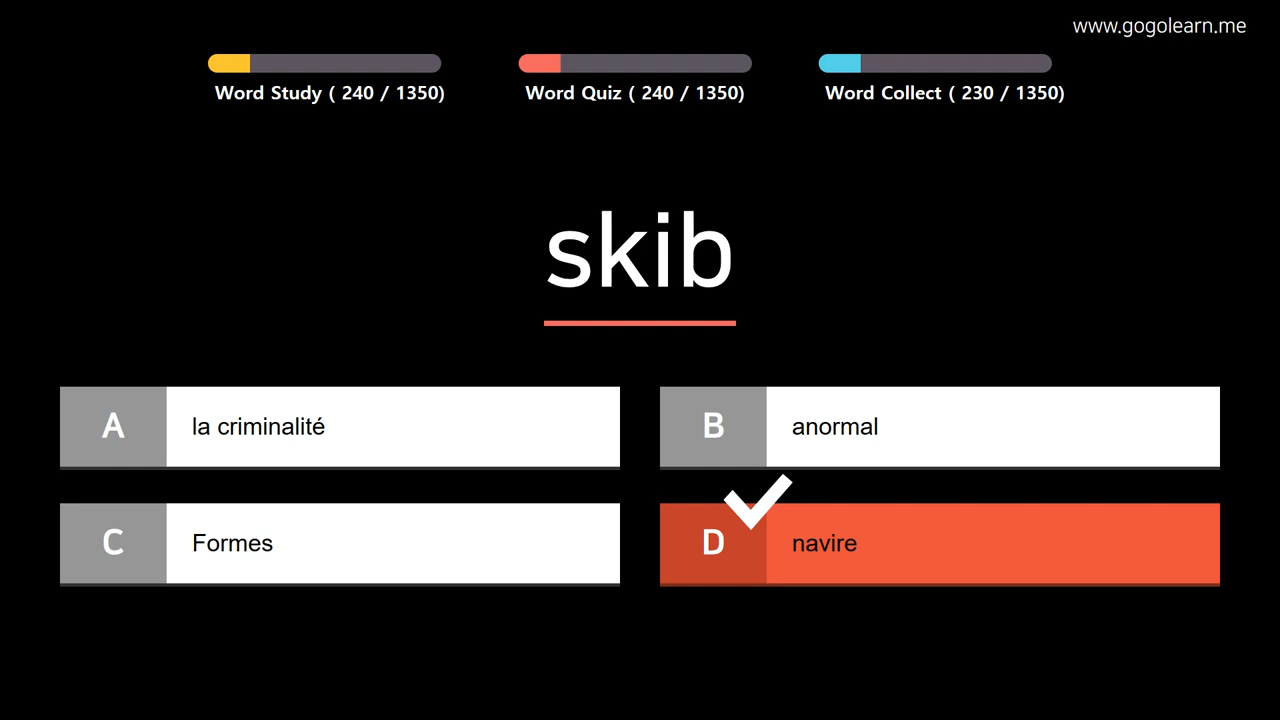 www.gogolearn.me
Word Study ( 240 / 1350)
Word Quiz ( 240 / 1350)
Word Collect ( 230 / 1350)
skib
A
la criminalité
B
anormal
C
Formes
D
navire